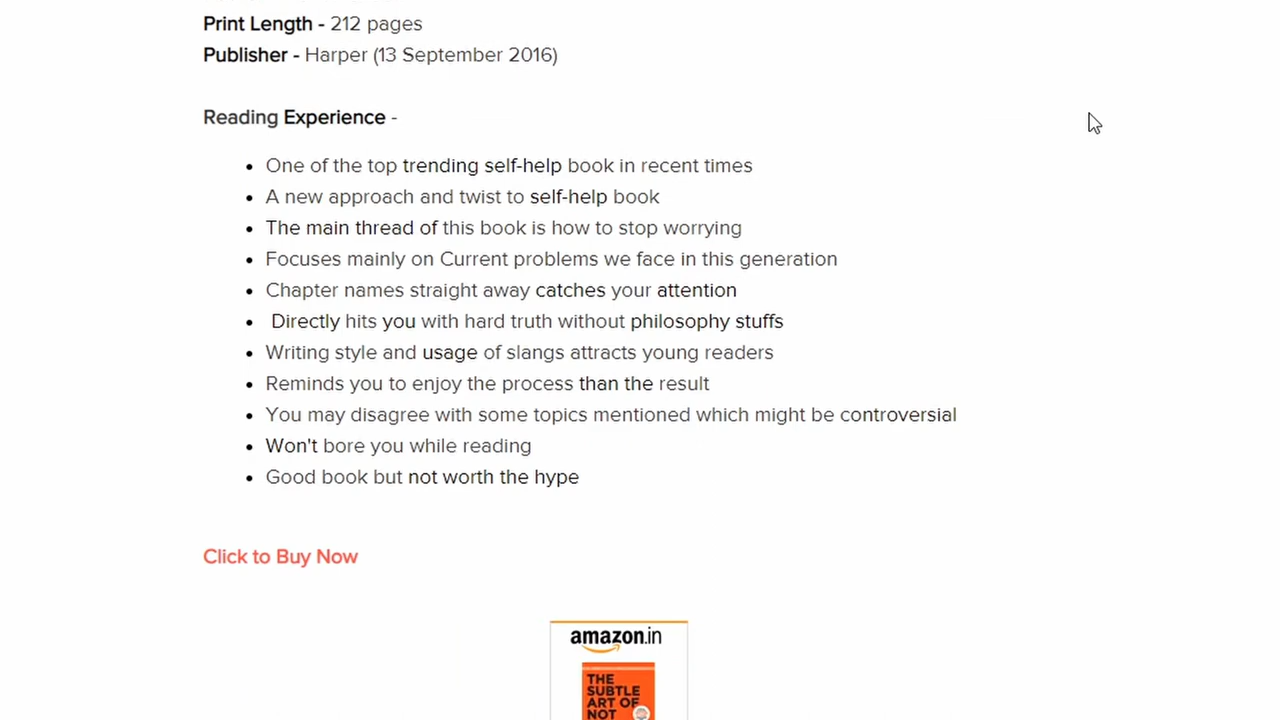 Print Length - 212 pages
Publisher - Harper (13 September 2016)
Reading Experience -
One of the top trending self-help book in recent times
A new approach and twist to self-help book
The main thread of this book is how to stop worrying
Focuses mainly on Current problems we face in this generation
Chapter names straight away catches your attention
Directly hits you with hard truth without philosophy stuffs
Writing style and usage of slangs attracts young readers
Reminds you to enjoy the process than the result
You may disagree with some topics mentioned which might be controversial
Won't bore you while reading
Good book but not worth the hype
Click to Buy Now
amazon.in
THE
SUBTLE
ART OF
NOT